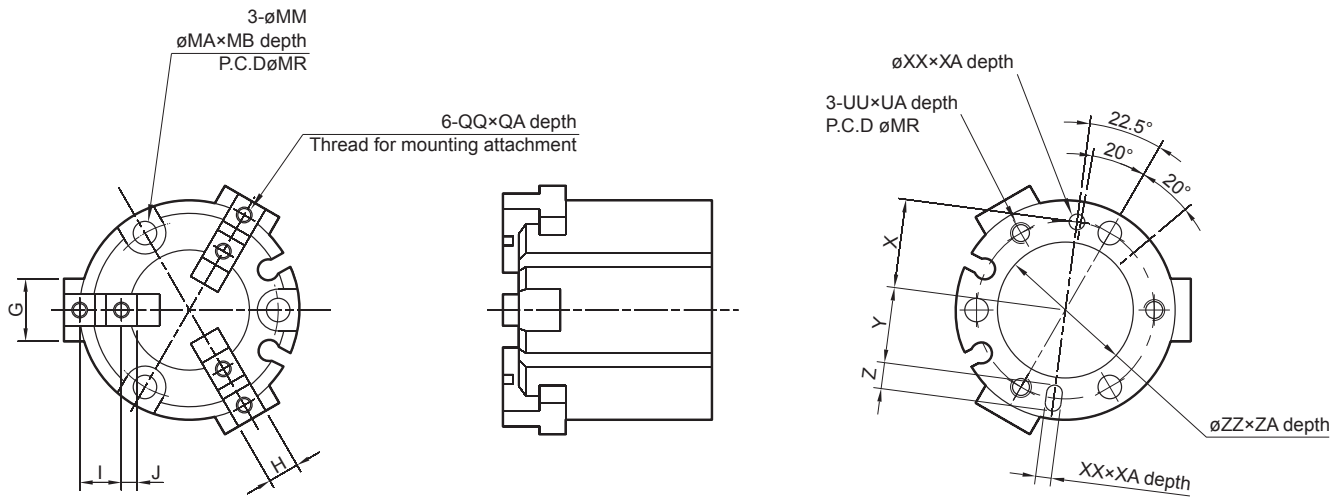 3-øMM
øMA×MB depth
P.C.DøMR
6-QQ×QA depth
Thread for mounting attachment
G
I
J
H
øXX×XA depth
3-UU×UA depth
P.C.D øMR
22.5°
20°
20°
X
Y
Z
øZZ×ZA depth
XX×XA depth